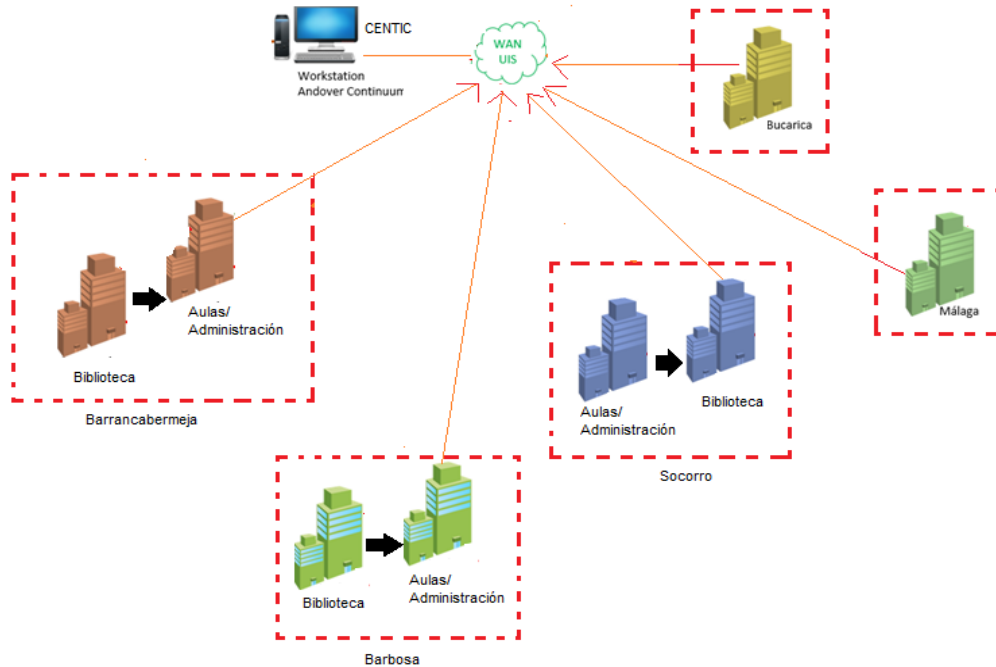 CENTIC
WAN
UIS
Workstation
Andover Continuum
Bucarica
Aulas/
Administración
Biblioteca
Barrancabermeja
Málaga
Aulas/
Administración
Biblioteca
Socorro
Biblioteca
Aulas/
Administración
Barbosa